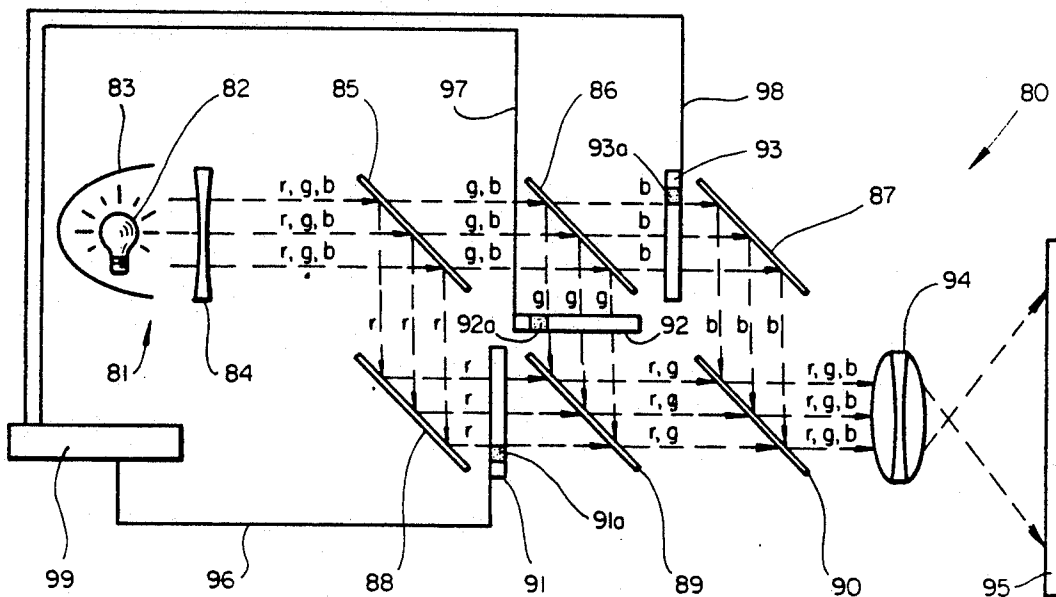 83 82 85 97 86 98 80
93a 93
r, g, b g, b b
r, g, b g, b b 87
r, g, b g, b b
94
g g g
r r r 92a 92 b b b
81 84
r r, g r, g, b
r r, g r, g, b
r r, g r, g, b
91a
99 96 88 91 89 90 95